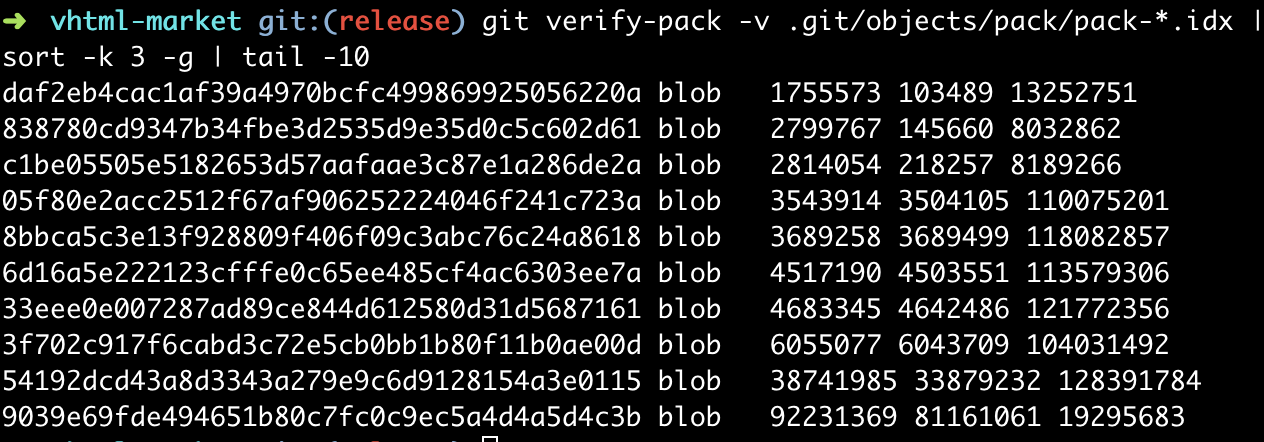 ➜ vhtml-market git:(release) git verify-pack -v .git/objects/pack/pack-*.idx |
sort -k 3 -g | tail -10
daf2eb4cac1af39a4970bcfc499869925056220a blob 1755573 103489 13252751
838780cd9347b34fbe3d2535d9e35d0c5c602d61 blob 2799767 145660 8032862
c1be05505e5182653d57aafaae3c87e1a286de2a blob 2814054 218257 8189266
05f80e2acc2512f67af906252224046f241c723a blob 3543914 3504105 110075201
8bbca5c3e13f928809f406f09c3abc76c24a8618 blob 3689258 3689499 118082857
6d16a5e222123cfffe0c65ee485cf4ac6303ee7a blob 4517190 4503551 113579306
33eee0e007287ad89ce844d612580d31d5687161 blob 4683345 4642486 121772356
3f702c917f6cabd3c72e5cb0bb1b80f11b0ae00d blob 6055077 6043709 104031492
54192dcd43a8d3343a279e9c6d9128154a3e0115 blob 38741985 33879232 128391784
9039e69fde494651b80c7fc0c9ec5a4d4a5d4c3b blob 92231369 81161061 19295683